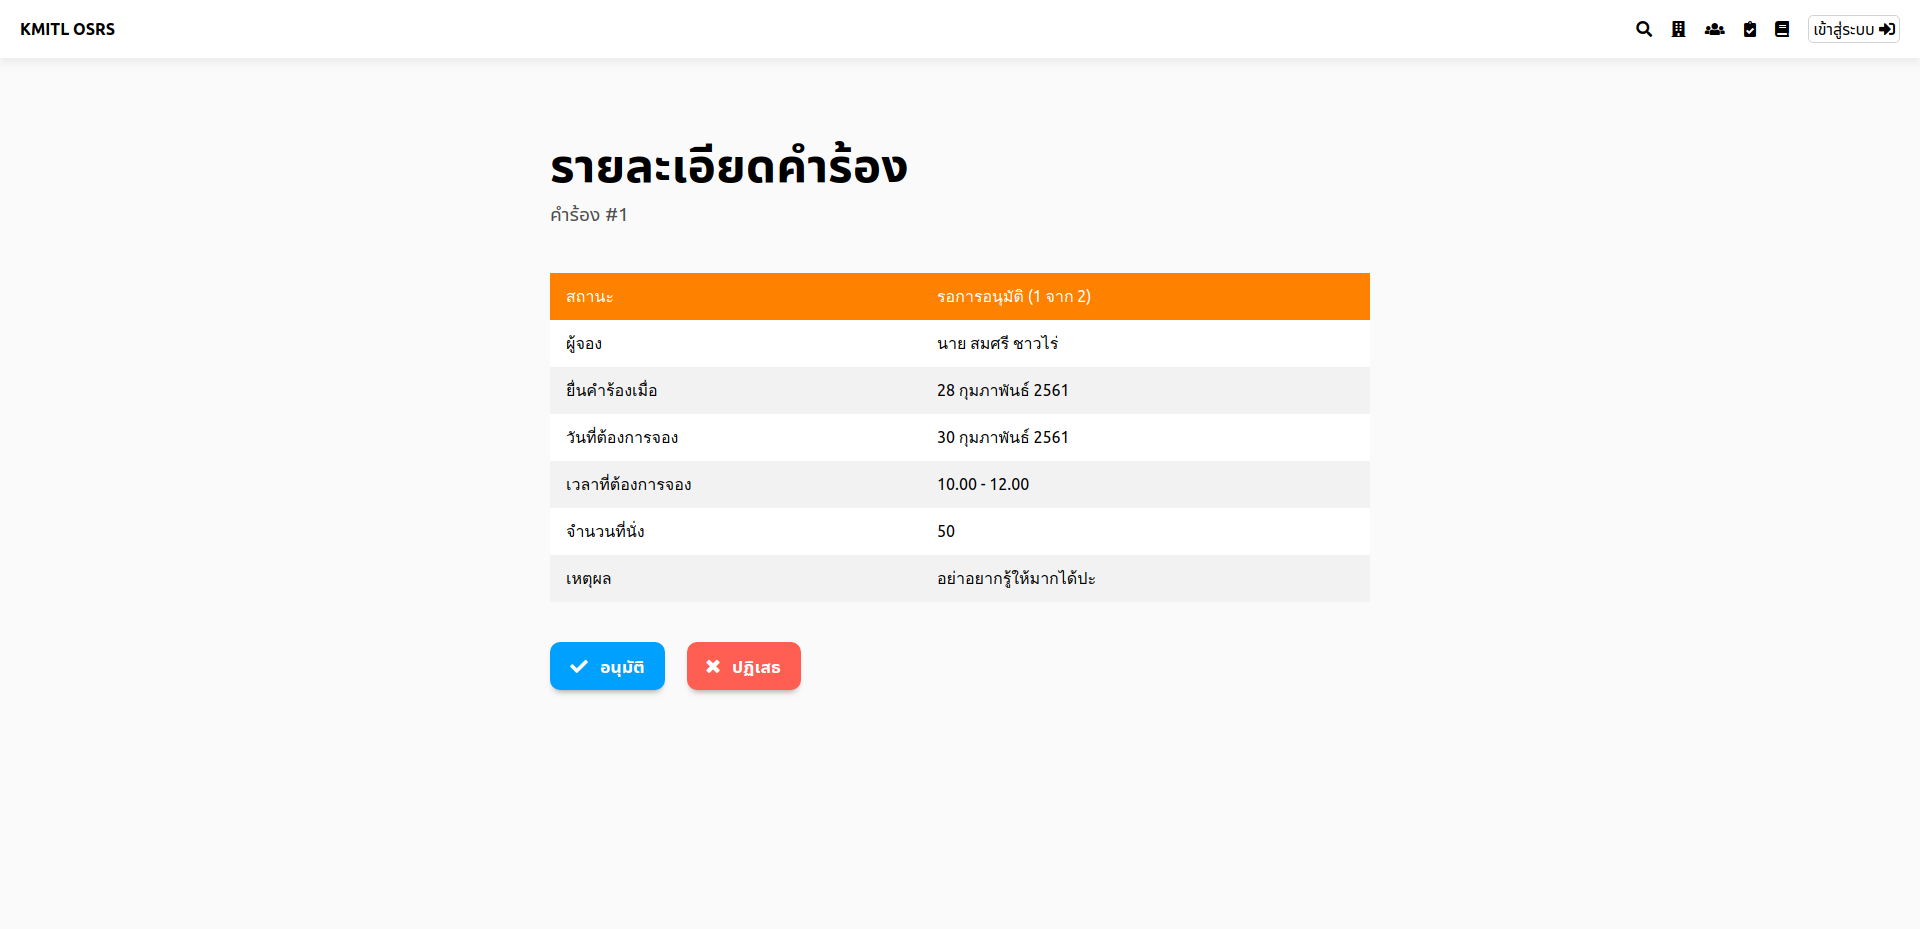 KMITL OSRS
เข้าสู่ระบบ
รายละเอียดคำร้อง
คำร้อง #1
สถานะ รอการอนุมัติ (1 จาก 2)
ผู้จอง นาย สมศรี ชาวไร่
ยื่นคำร้องเมื่อ 28 กุมภาพันธ์ 2561
วันที่ต้องการจอง 30 กุมภาพันธ์ 2561
เวลาที่ต้องการจอง 10.00 - 12.00
จำนวนที่นั่ง 50
เหตุผล อย่าอยากรู้ให้มากได้ปะ
อนุมัติ
ปฏิเสธ